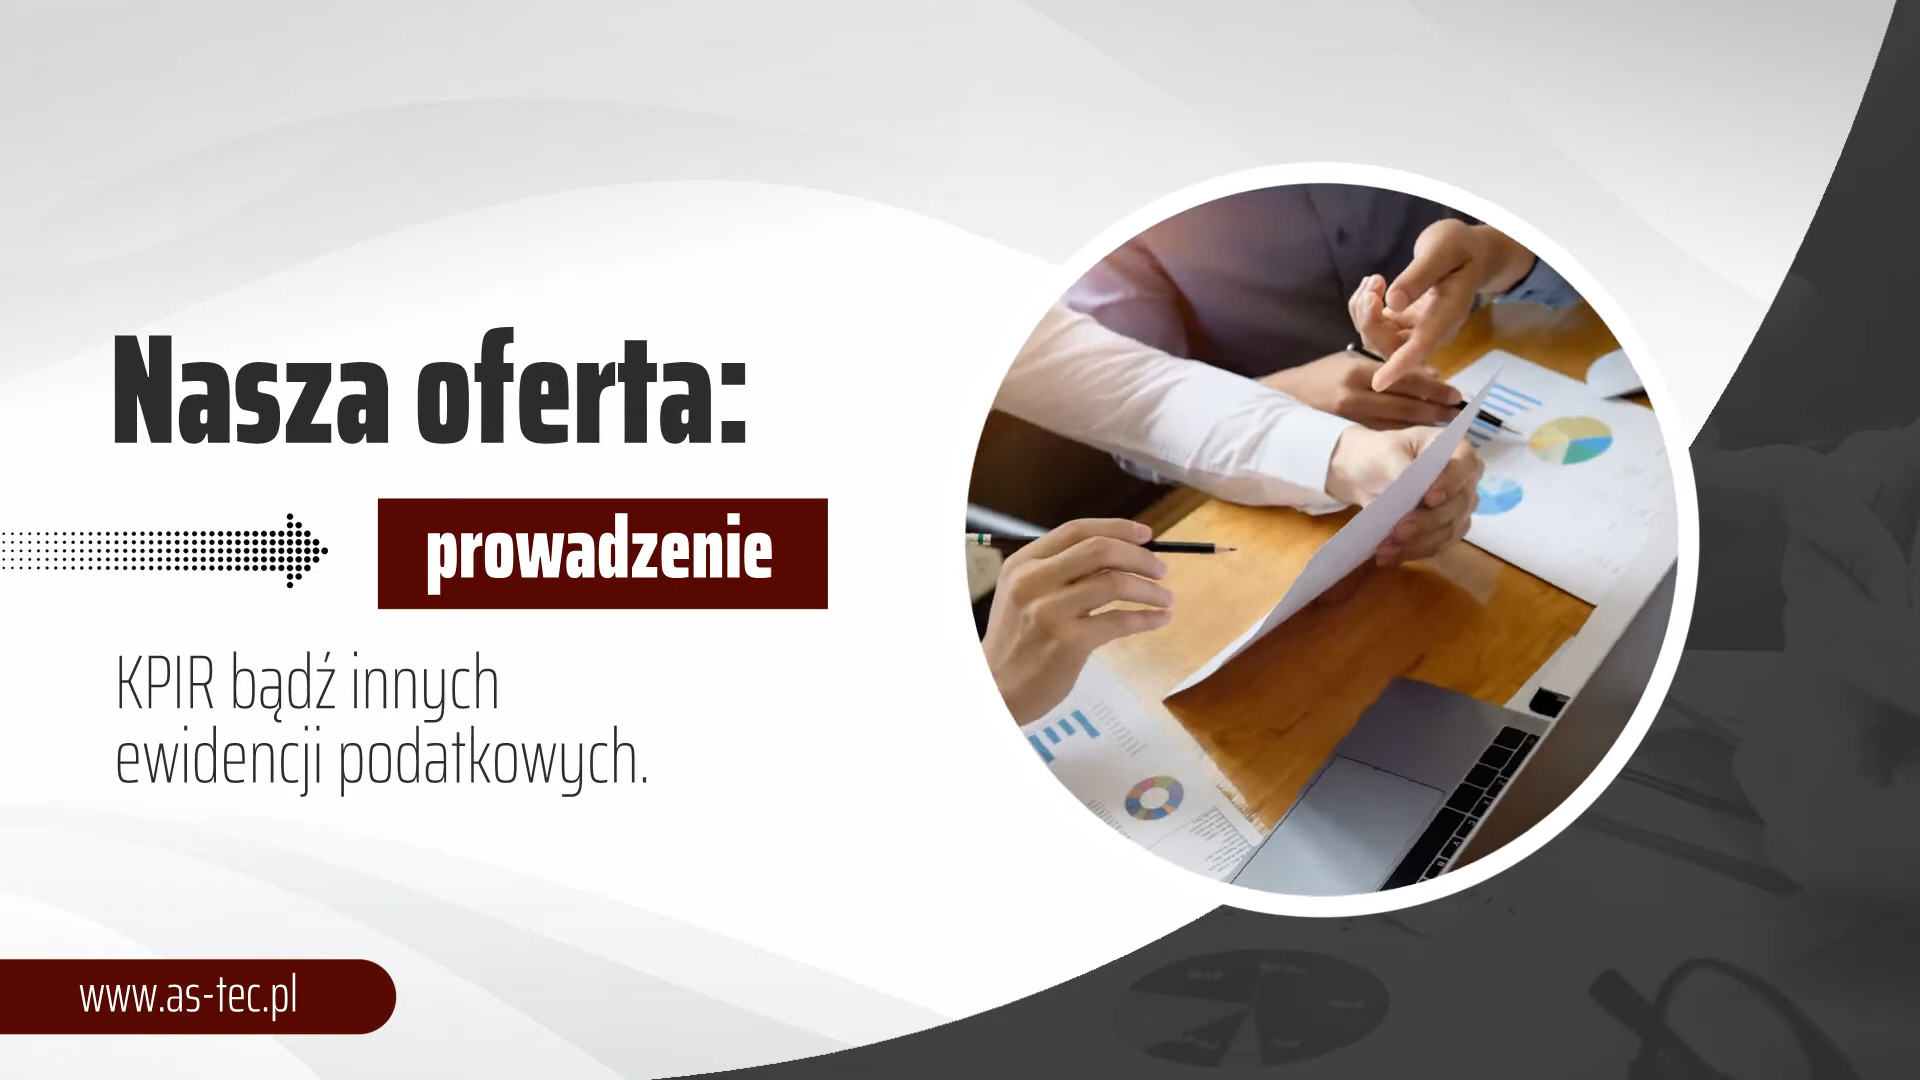 Nasza oferta:
prowadzenie
KPIR bądź innych
ewidencji podatkowych.
www.as-tec.pl